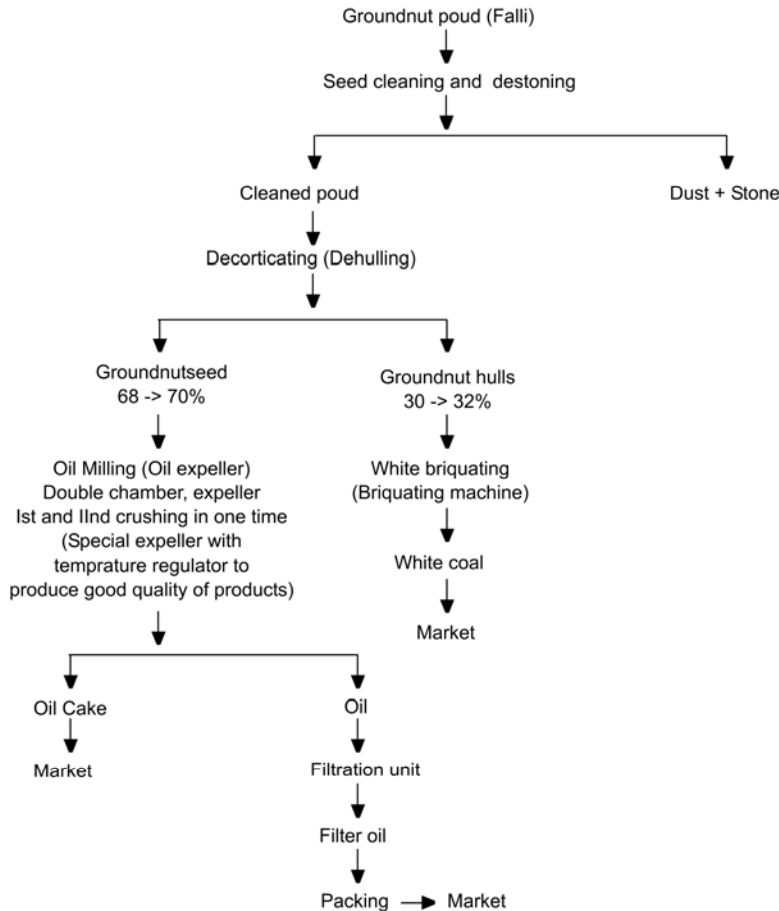 Groundnut poud (Falli)
Seed cleaning and destoning
Cleaned poud
Dust + Stone
Decorticating (Dehulling)
Groundnutseed
68 -> 70%
Groundnut hulls
30 -> 32%
Oil Milling (Oil expeller)
Double chamber, expeller
Ist and IInd crushing in one time
(Special expeller with
temprature regulator to
produce good quality of products)
White briquating
(Briquating machine)
White coal
Market
Oil Cake
Market
Oil
Filtration unit
Filter oil
Packing
Market